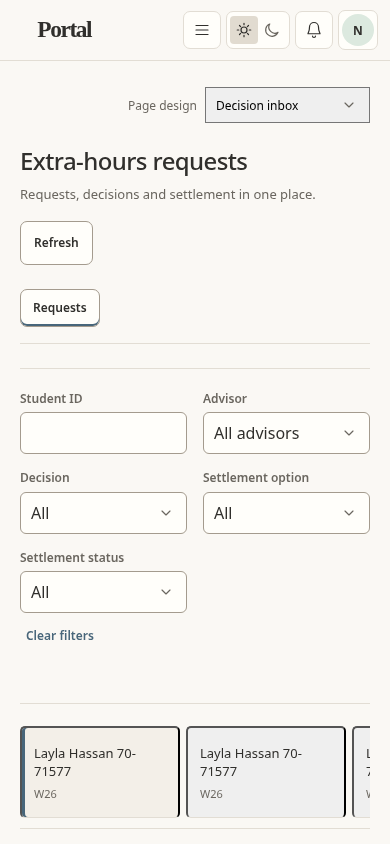 Portal
N
Page design
Decision inbox
Extra-hours requests
Requests, decisions and settlement in one place.
Refresh
Requests
Student ID
Advisor
All advisors
Decision
Settlement option
All
All
Settlement status
All
Clear filters
Layla Hassan 70-
71577
W26
Layla Hassan 70-
71577
W26